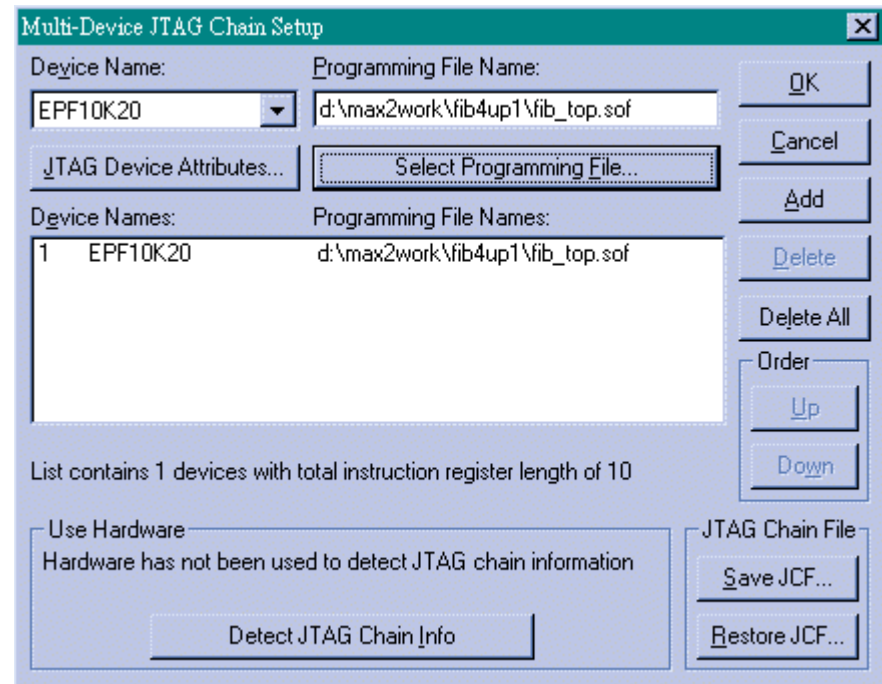 Multi-Device JTAG Chain Setup
Device Name:
Programming File Name:
EPF10K20
d:\max2work\fib4up1\fib_top.sof
OK
Cancel
JTAG Device Attributes...
Select Programming File...
Add
Device Names:
Programming File Names:
1 EPF10K20 d:\max2work\fib4up1\fib_top.sof
Delete
Delete All
Order
Up
Down
List contains 1 devices with total instruction register length of 10
Use Hardware
Hardware has not been used to detect JTAG chain information
Detect JTAG Chain Info
JTAG Chain File
Save JCF...
Restore JCF...